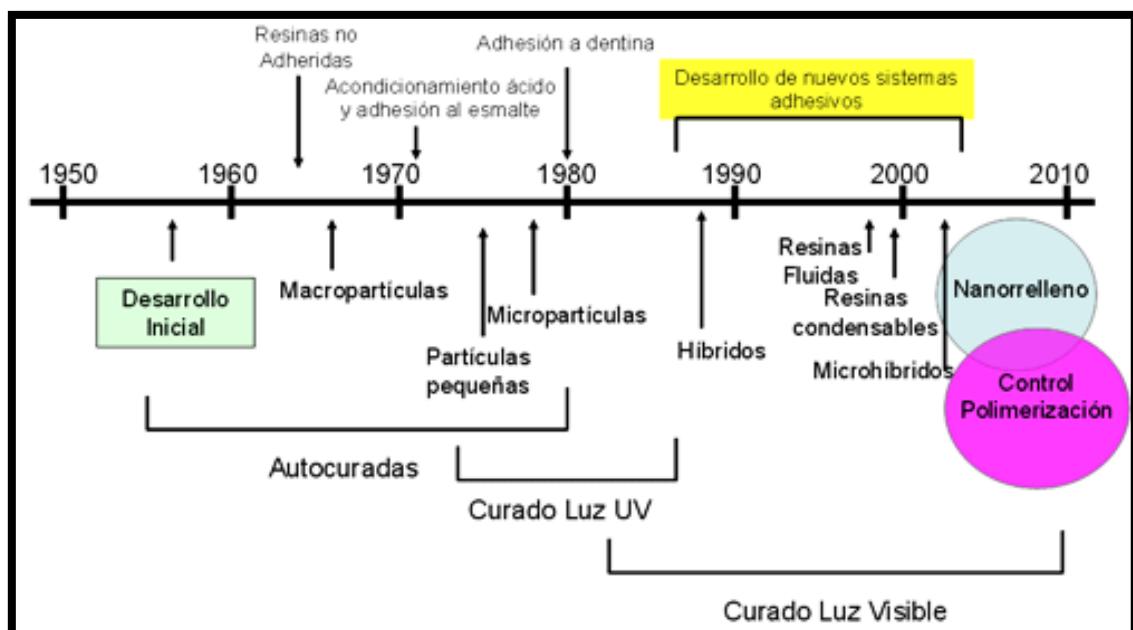 Resinas no
Adheridas
Acondicionamiento ácido
y adhesión al esmalte
Adhesión a dentina
Desarrollo de nuevos sistemas
adhesivos
1950
1960
1970
1980
1990
2000
2010
Desarrollo
Inicial
Macropartículas
Partículas
pequeñas
Micropartículas
Híbridos
Resinas
Fluidas
Resinas
condensables
Microhíbridos
Nanorrelleno
Control
Polimerización
Autocuradas
Curado Luz UV
Curado Luz Visible